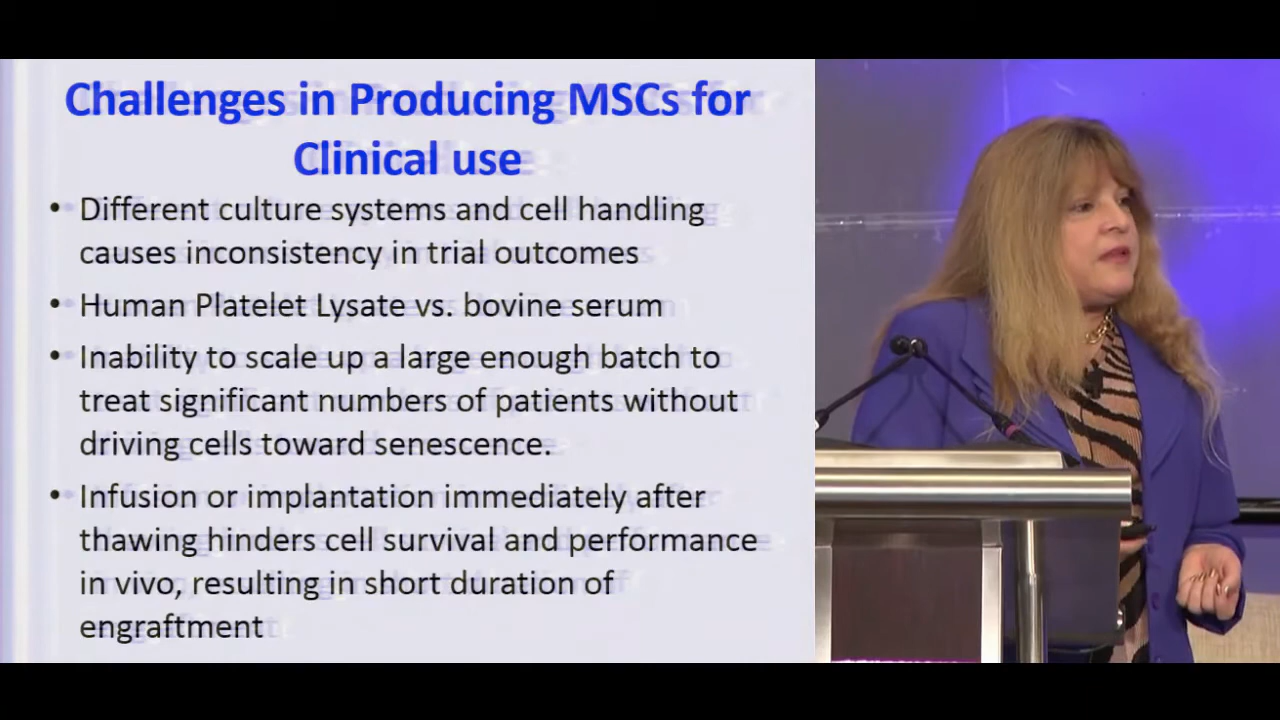 Challenges in Producing MSCs for
Clinical use
• Different culture systems and cell handling
causes inconsistency in trial outcomes
• Human Platelet Lysate vs. bovine serum
• Inability to scale up a large enough batch to
treat significant numbers of patients without
driving cells toward senescence.
• Infusion or implantation immediately after
thawing hinders cell survival and performance
in vivo, resulting in short duration of
engraftment